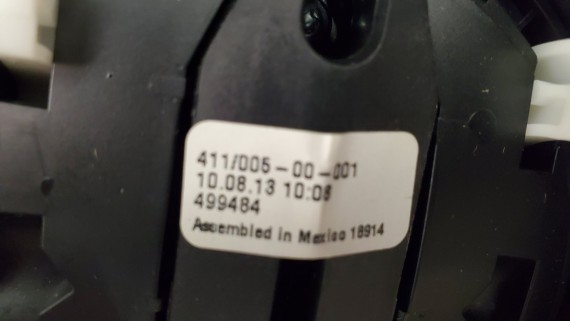 411/005-00-001
10.08.13 10:08
499484
Assembled in Mexico 18914